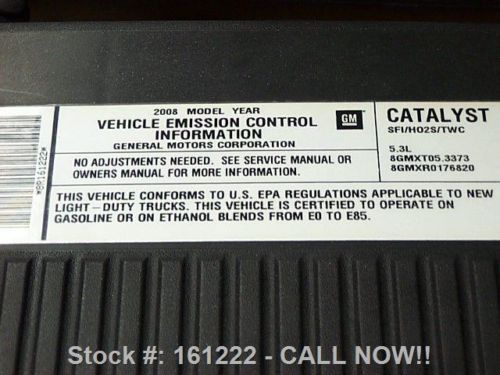 2008 MODEL YEAR
VEHICLE EMISSION CONTROL
INFORMATION
GENERAL MOTORS CORPORATION
GM
CATALYST
SFI/HO2S/TWC
5.3L
8GMXT05.3373
8GMXR0176820
NO ADJUSTMENTS NEEDED. SEE SERVICE MANUAL OR
OWNERS MANUAL FOR MORE INFORMATION.
THIS VEHICLE CONFORMS TO U.S. EPA REGULATIONS APPLICABLE TO NEW
LIGHT-DUTY TRUCKS. THIS VEHICLE IS CERTIFIED TO OPERATE ON
GASOLINE OR ON ETHANOL BLENDS FROM E0 TO E85.
Stock #: 161222 - CALL NOW!!